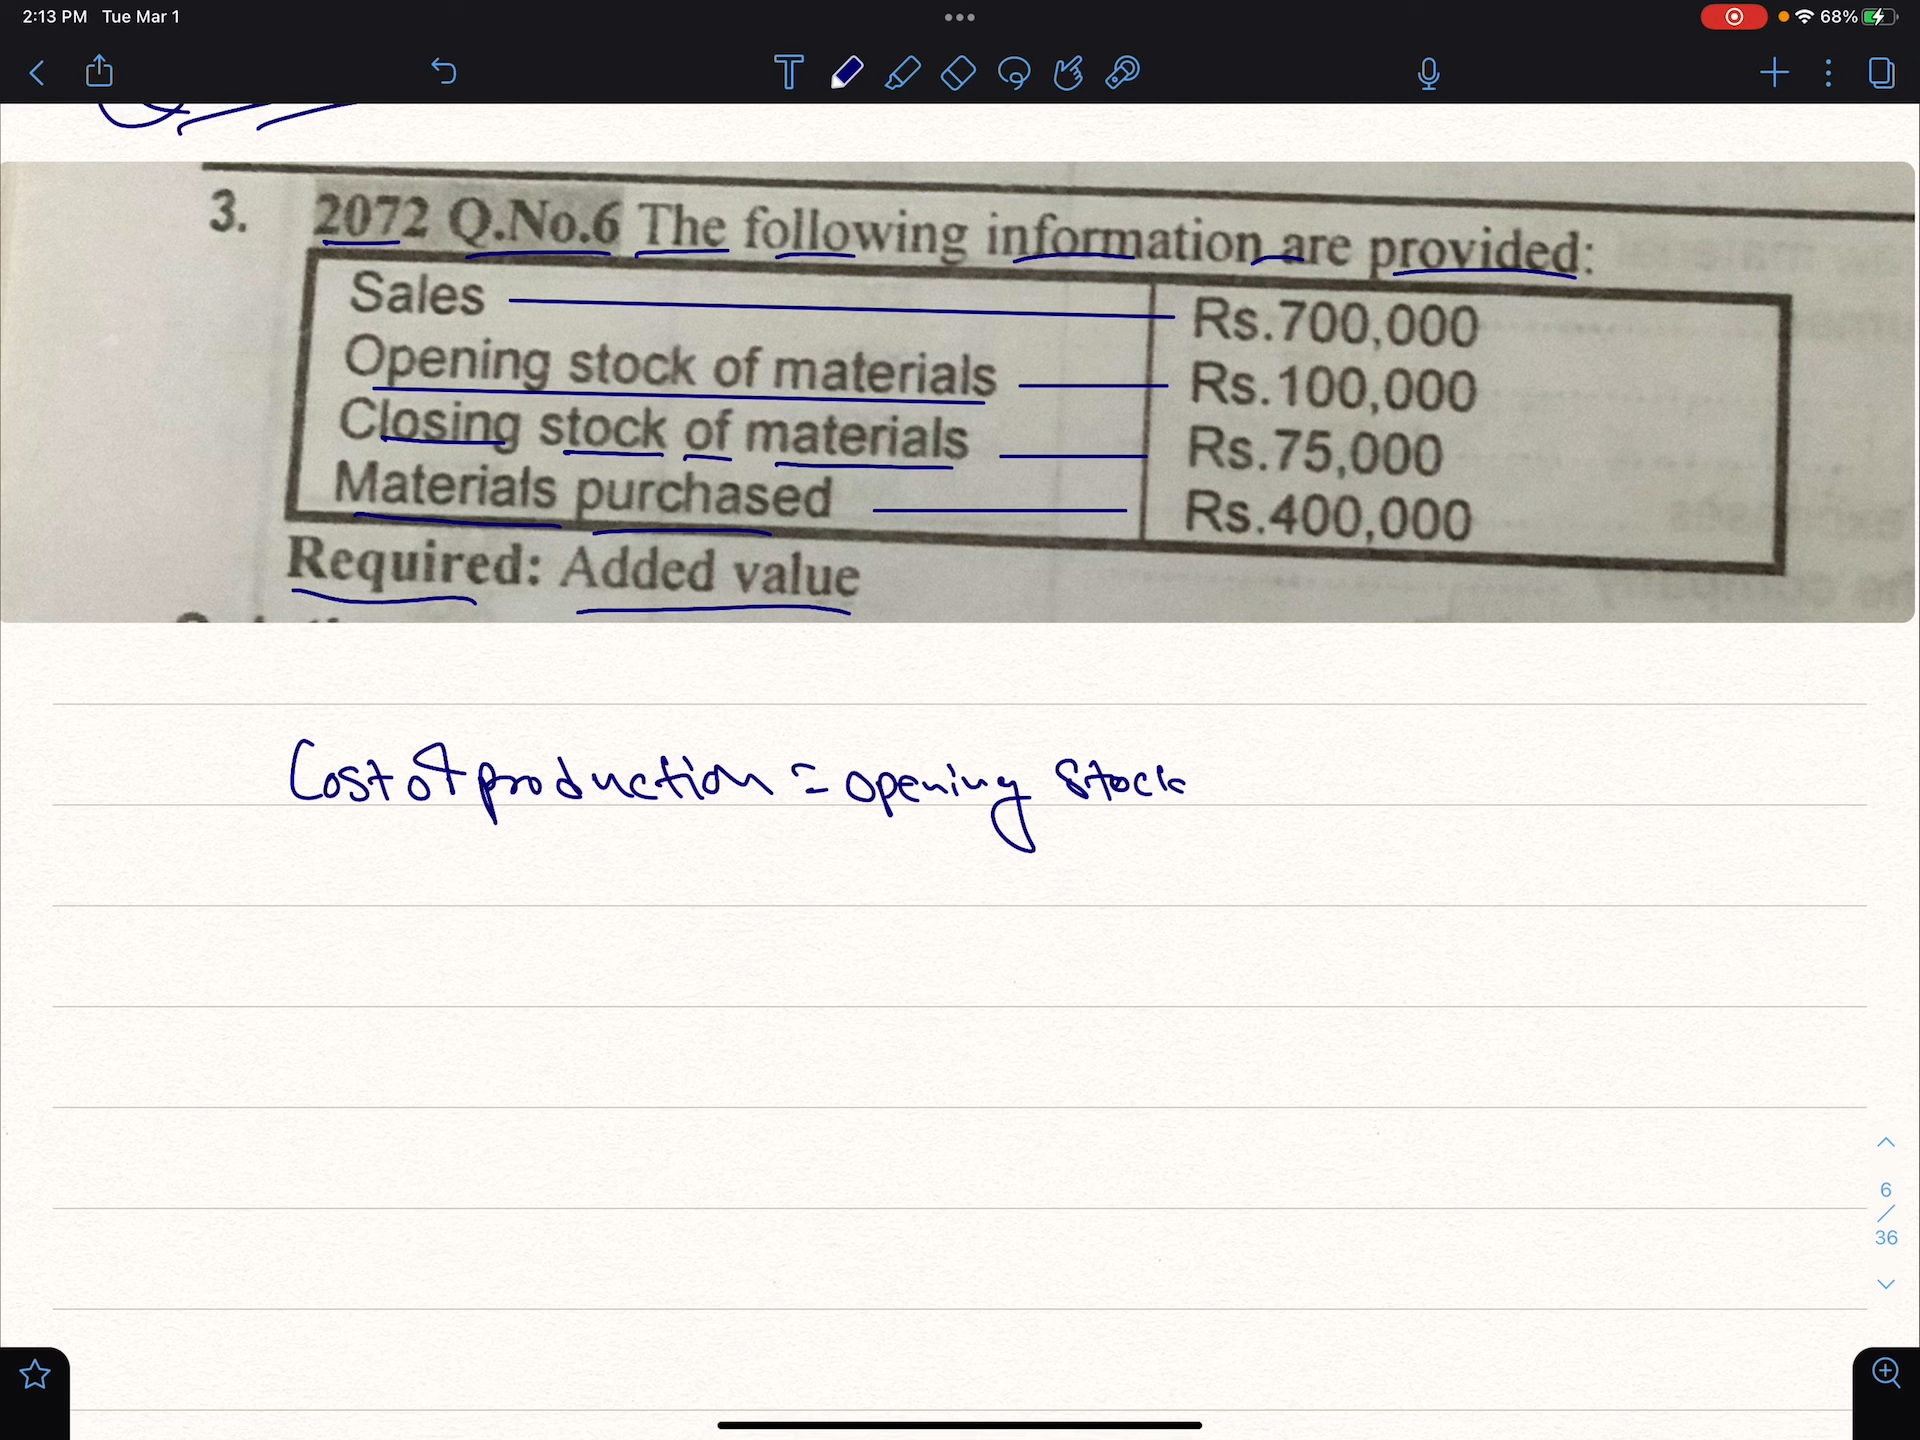 2:13 PM Tue Mar 1
68%
3. 2072 Q.No.6 The following information are provided:
Sales Rs.700,000
Opening stock of materials Rs.100,000
Closing stock of materials Rs.75,000
Materials purchased Rs.400,000
Required: Added value
Cost of production = opening stock
6
/
36